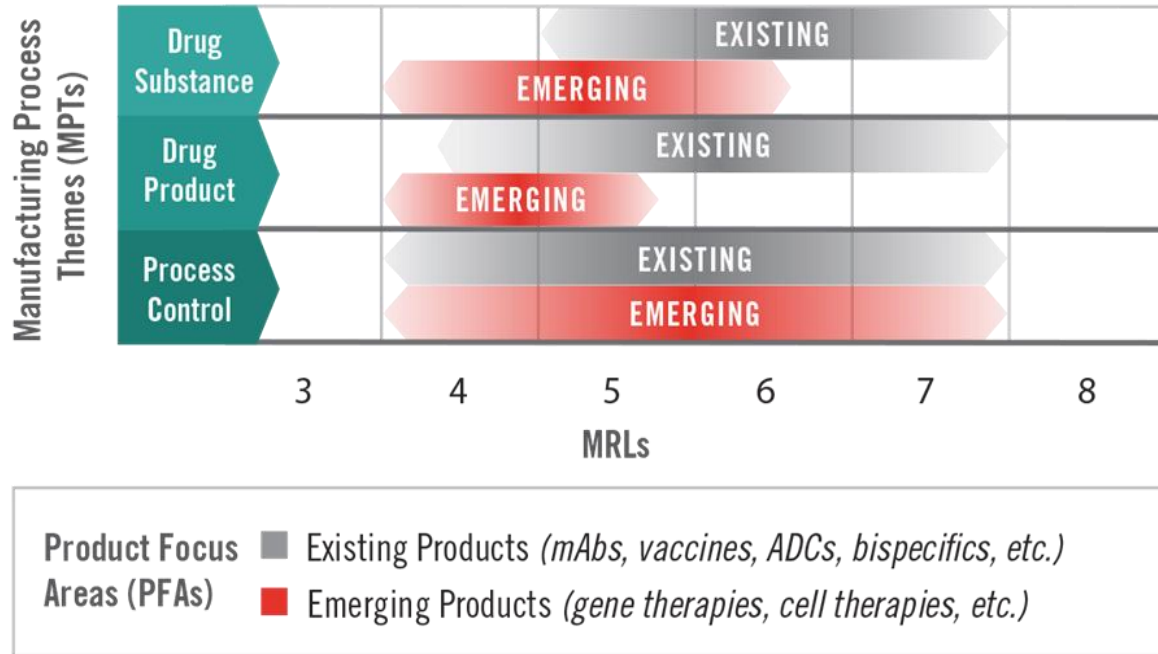 Manufacturing Process
Themes (MPTs)
Drug
Substance
EXISTING
EMERGING
Drug
Product
EXISTING
EMERGING
Process
Control
EXISTING
EMERGING
3 4 5 6 7 8
MRLs
Product Focus
Areas (PFAs)
Existing Products (mAbs, vaccines, ADCs, bispecifics, etc.)
Emerging Products (gene therapies, cell therapies, etc.)